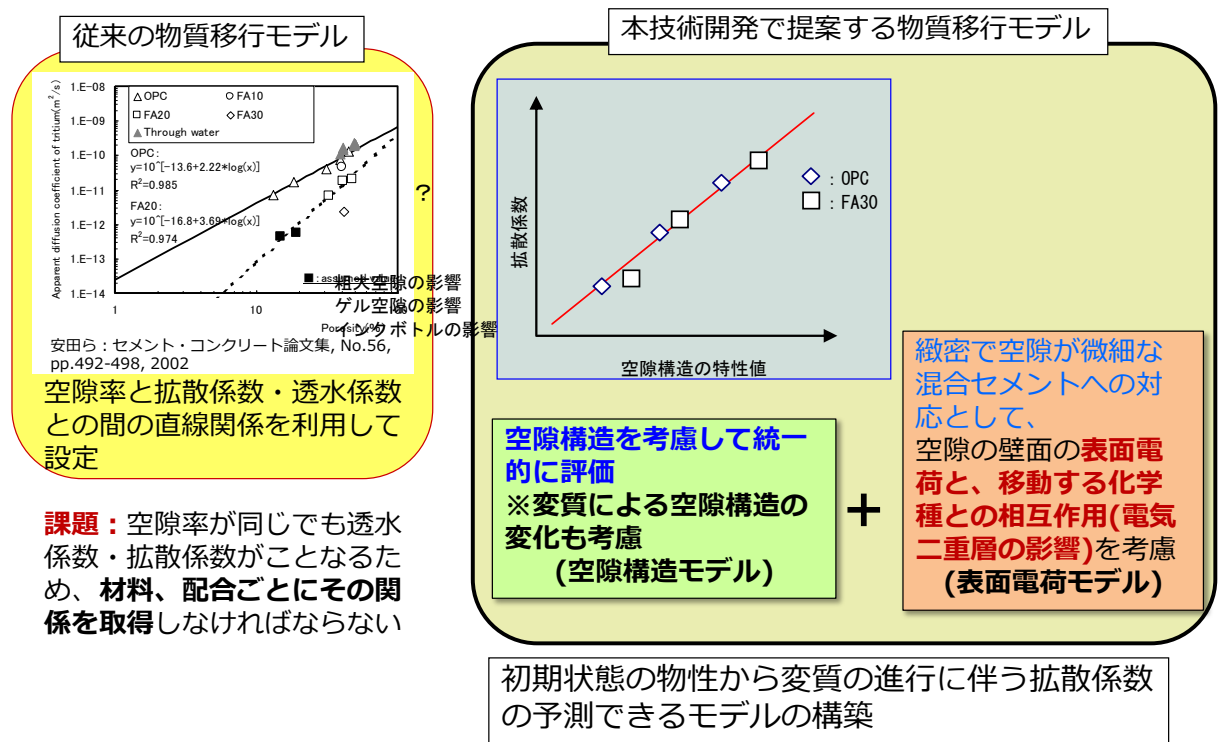 従来の物質移行モデル
Apparent diffusion coefficient of tritium(m²/s)
1.E-08
1.E-09
1.E-10
1.E-11
1.E-12
1.E-13
1.E-14
△OPC ○FA10
□FA20 ◇FA30
▲Through water
OPC:
y=10^[-13.6+2.22*log(x)]
R²=0.985
FA20:
y=10^[-16.8+3.69*log(x)]
R²=0.974
?
粗大空隙の影響
ゲル空隙の影響
インクボトルの影響
1 10
Porosity(%)
安田ら：セメント・コンクリート論文集, No.56,
pp.492-498, 2002
空隙率と拡散係数・透水係数
との間の直線関係を利用して
設定
課題：空隙率が同じでも透水
係数・拡散係数がことなるた
め、材料、配合ごとにその関
係を取得しなければならない
本技術開発で提案する物質移行モデル
拡散係数
◇：OPC
□：FA30
空隙構造の特性値
空隙構造を考慮して統一
的に評価
※変質による空隙構造の
変化も考慮
(空隙構造モデル)
+
緻密で空隙が微細な
混合セメントへの対
応として、
空隙の壁面の表面電
荷と、移動する化学
種との相互作用(電気
二重層の影響)を考慮
(表面電荷モデル)
初期状態の物性から変質の進行に伴う拡散係数
の予測できるモデルの構築